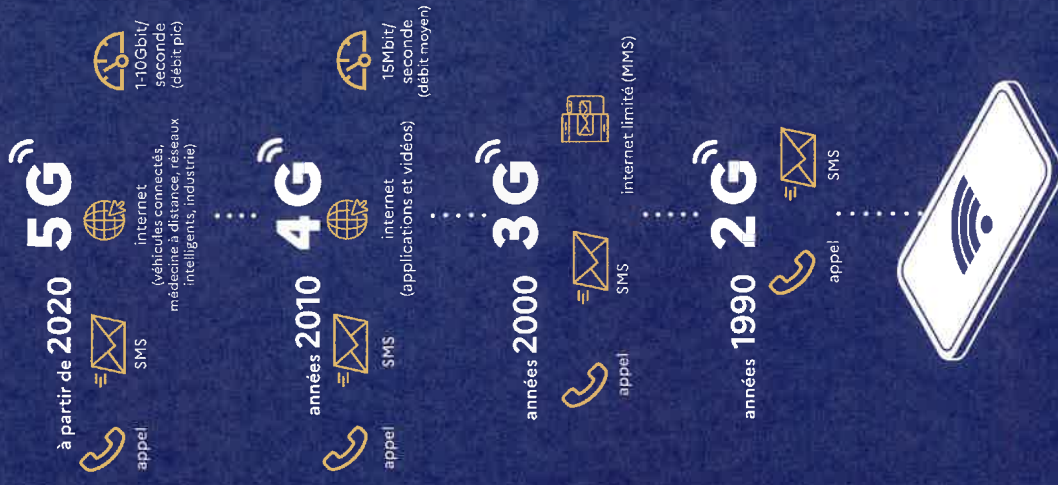 à partir de 2020 5G
appel
SMS
internet
(véhicules connectés,
médecine à distance, réseaux
intelligents, industrie)
1-10Gbit/
seconde
(débit pic)
années 2010 4G
appel
SMS
internet
(applications et vidéos)
15Mbit/
seconde
(débit moyen)
années 2000 3G
appel
SMS
internet limité (MMS)
années 1990 2G
appel
SMS